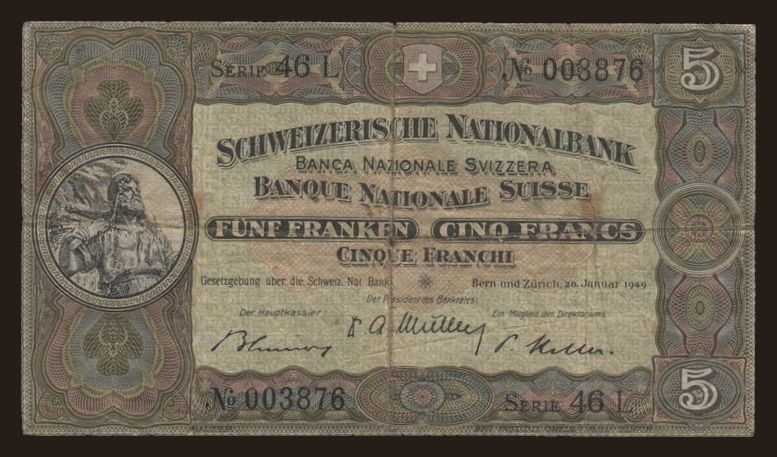 SERIE 46 L
No 003876
5
SCHWEIZERISCHE NATIONALBANK
BANCA NAZIONALE SVIZZERA
BANQUE NATIONALE SUISSE
FÜNF FRANKEN CINQ FRANCS
CINQUE FRANCHI
Gesetzgebung über die Schweiz. Nat. Bank.
Bern und Zürich, 20. Januar 1949
Der Präsident des Bankrates:
Der Hauptkassier
Ein Mitglied des Direktoriums
No 003876
SERIE 46 L
5